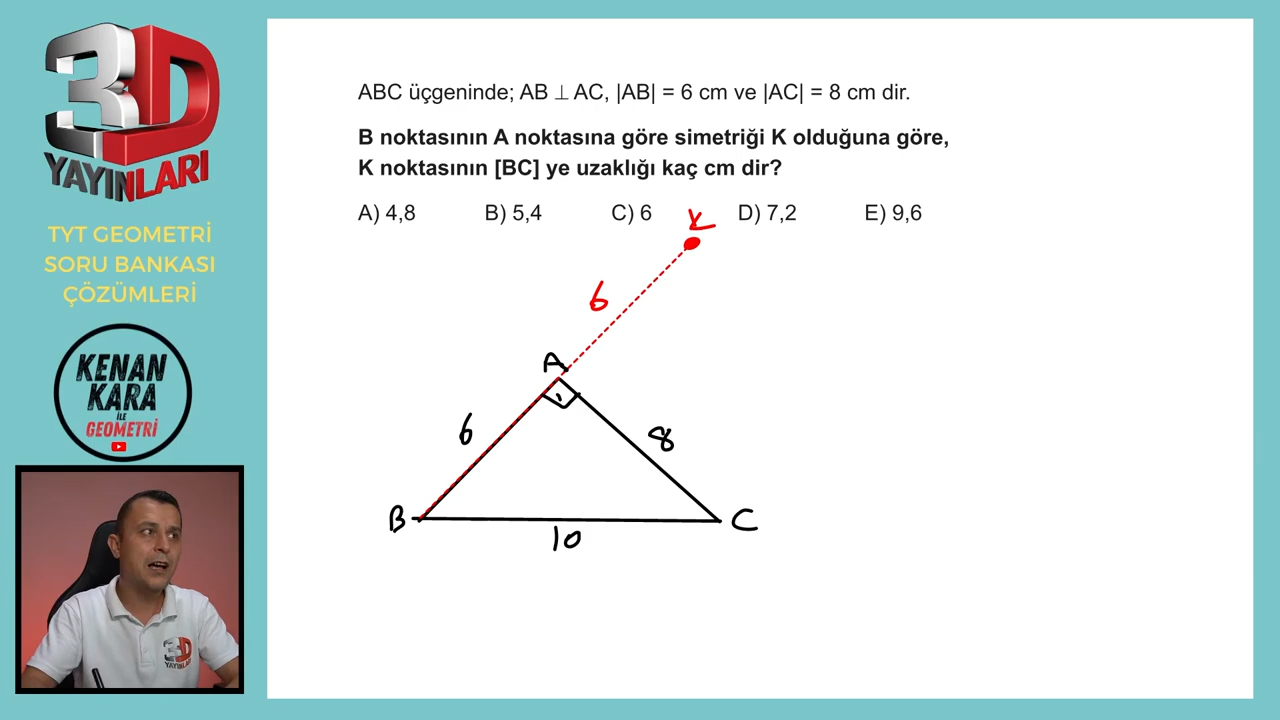 3D
YAYINLARI
TYT GEOMETRİ
SORU BANKASI
ÇÖZÜMLERİ
KENAN
KARA
İLE
GEOMETRİ
3D
YAYINLARI
ABC üçgeninde; AB ⊥ AC, |AB| = 6 cm ve |AC| = 8 cm dir.
B noktasının A noktasına göre simetriği K olduğuna göre,
K noktasının [BC] ye uzaklığı kaç cm dir?
A) 4,8 B) 5,4 C) 6 D) 7,2 E) 9,6
K
6
A
6
8
B
C
10